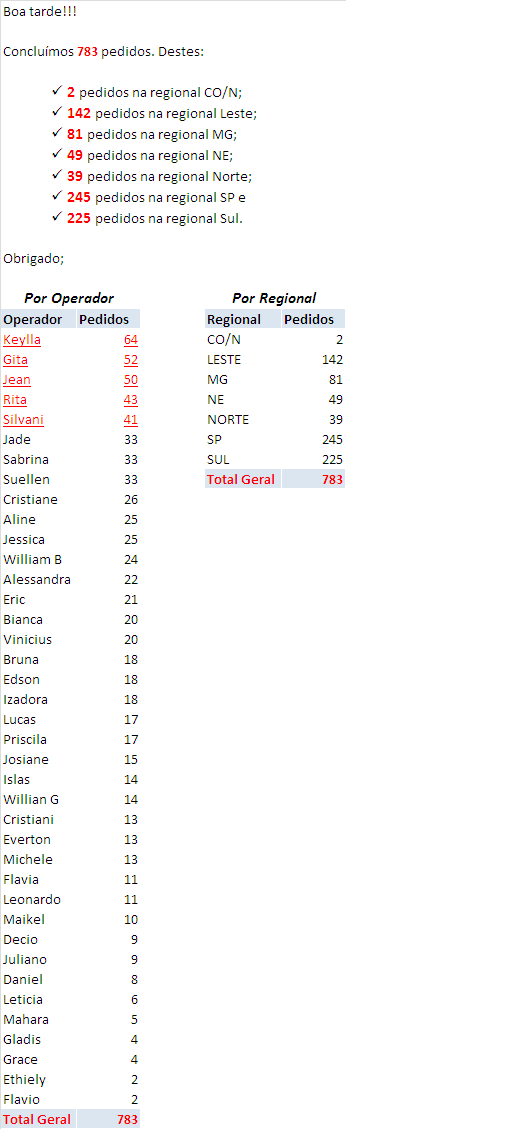 Boa tarde!!!
Concluímos 783 pedidos. Destes:
✓ 2 pedidos na regional CO/N;
✓ 142 pedidos na regional Leste;
✓ 81 pedidos na regional MG;
✓ 49 pedidos na regional NE;
✓ 39 pedidos na regional Norte;
✓ 245 pedidos na regional SP e
✓ 225 pedidos na regional Sul.
Obrigado;
Por Operador
Operador Pedidos
Keylla 64
Gita 52
Jean 50
Rita 43
Silvani 41
Jade 33
Sabrina 33
Suellen 33
Cristiane 26
Aline 25
Jessica 25
William B 24
Alessandra 22
Eric 21
Bianca 20
Vinicius 20
Bruna 18
Edson 18
Izadora 18
Lucas 17
Priscila 17
Josiane 15
Islas 14
Willian G 14
Cristiani 13
Everton 13
Michele 13
Flavia 11
Leonardo 11
Maikel 10
Decio 9
Juliano 9
Daniel 8
Leticia 6
Mahara 5
Gladis 4
Grace 4
Ethiely 2
Flavio 2
Total Geral 783
Por Regional
Regional Pedidos
CO/N 2
LESTE 142
MG 81
NE 49
NORTE 39
SP 245
SUL 225
Total Geral 783